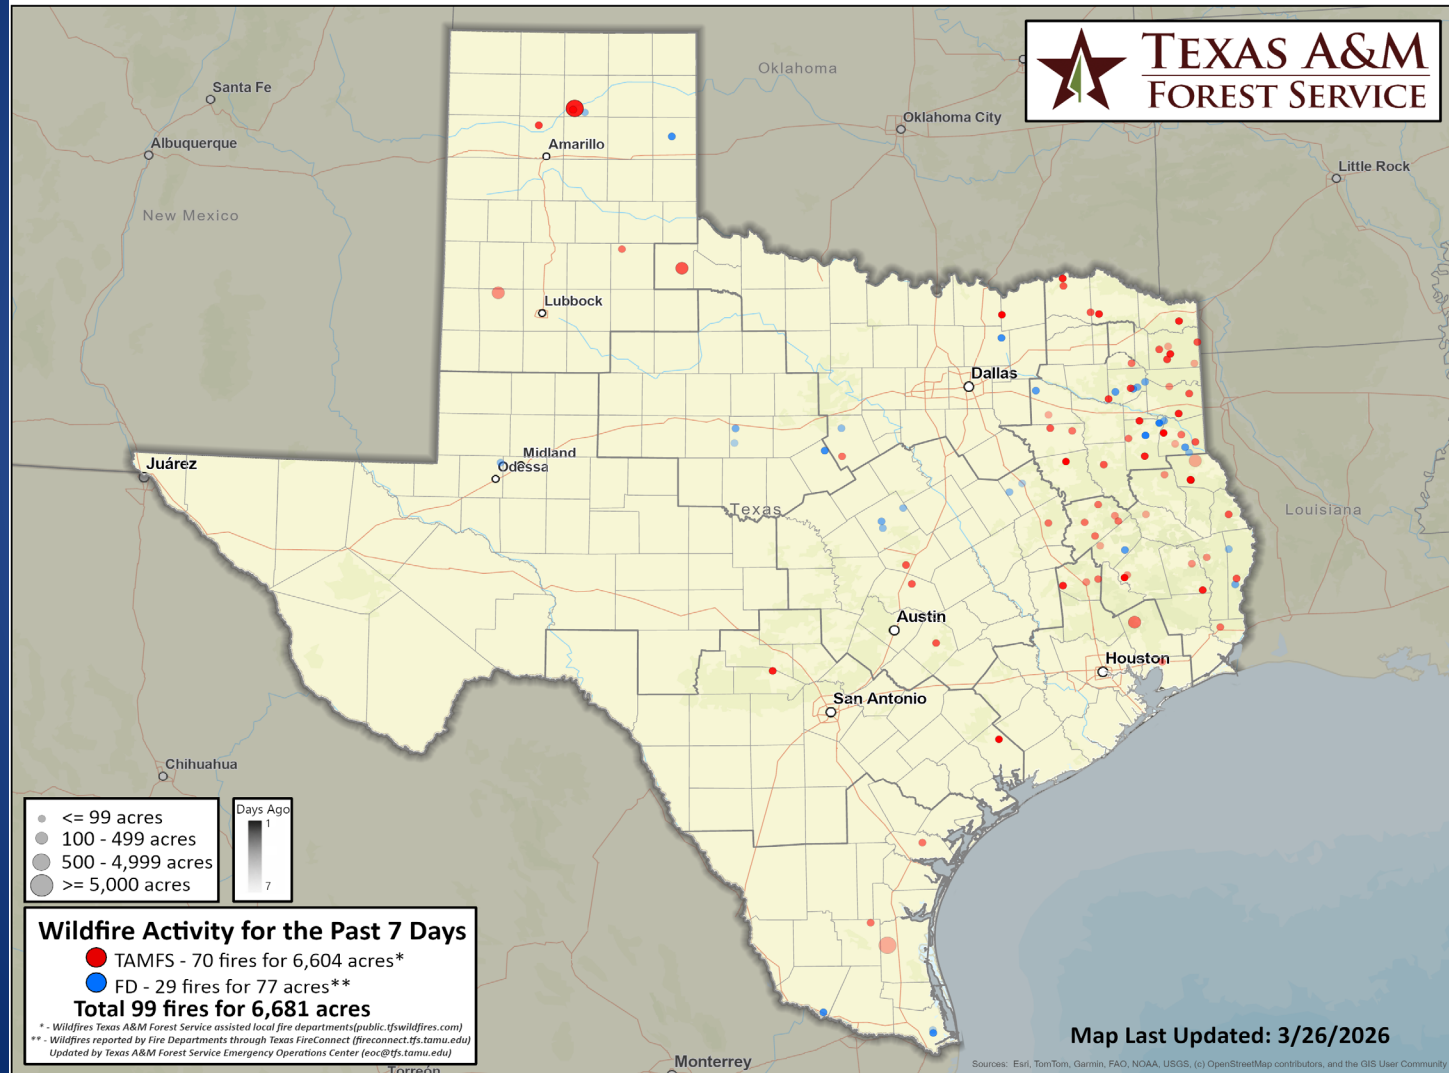 TEXAS A&M
FOREST SERVICE
Oklahoma
Santa Fe
Oklahoma City
Albuquerque
Amarillo
Little Rock
New Mexico
Lubbock
Dallas
Midland
Odessa
Juárez
Texas
Louisiana
Austin
Houston
San Antonio
Chihuahua
<= 99 acres
100 - 499 acres
500 - 4,999 acres
>= 5,000 acres
Days Ago
1
7
Wildfire Activity for the Past 7 Days
TAMFS - 70 fires for 6,604 acres*
FD - 29 fires for 77 acres**
Total 99 fires for 6,681 acres
* - Wildfires Texas A&M Forest Service assisted local fire departments(public.tfswildfires.com)
** - Wildfires reported by Fire Departments through Texas FireConnect (fireconnect.tfs.tamu.edu)
Updated by Texas A&M Forest Service Emergency Operations Center (eoc@tfs.tamu.edu)
Map Last Updated: 3/26/2026
Monterrey
Torreón
Sources: Esri, TomTom, Garmin, FAO, NOAA, USGS, (c) OpenStreetMap contributors, and the GIS User Community